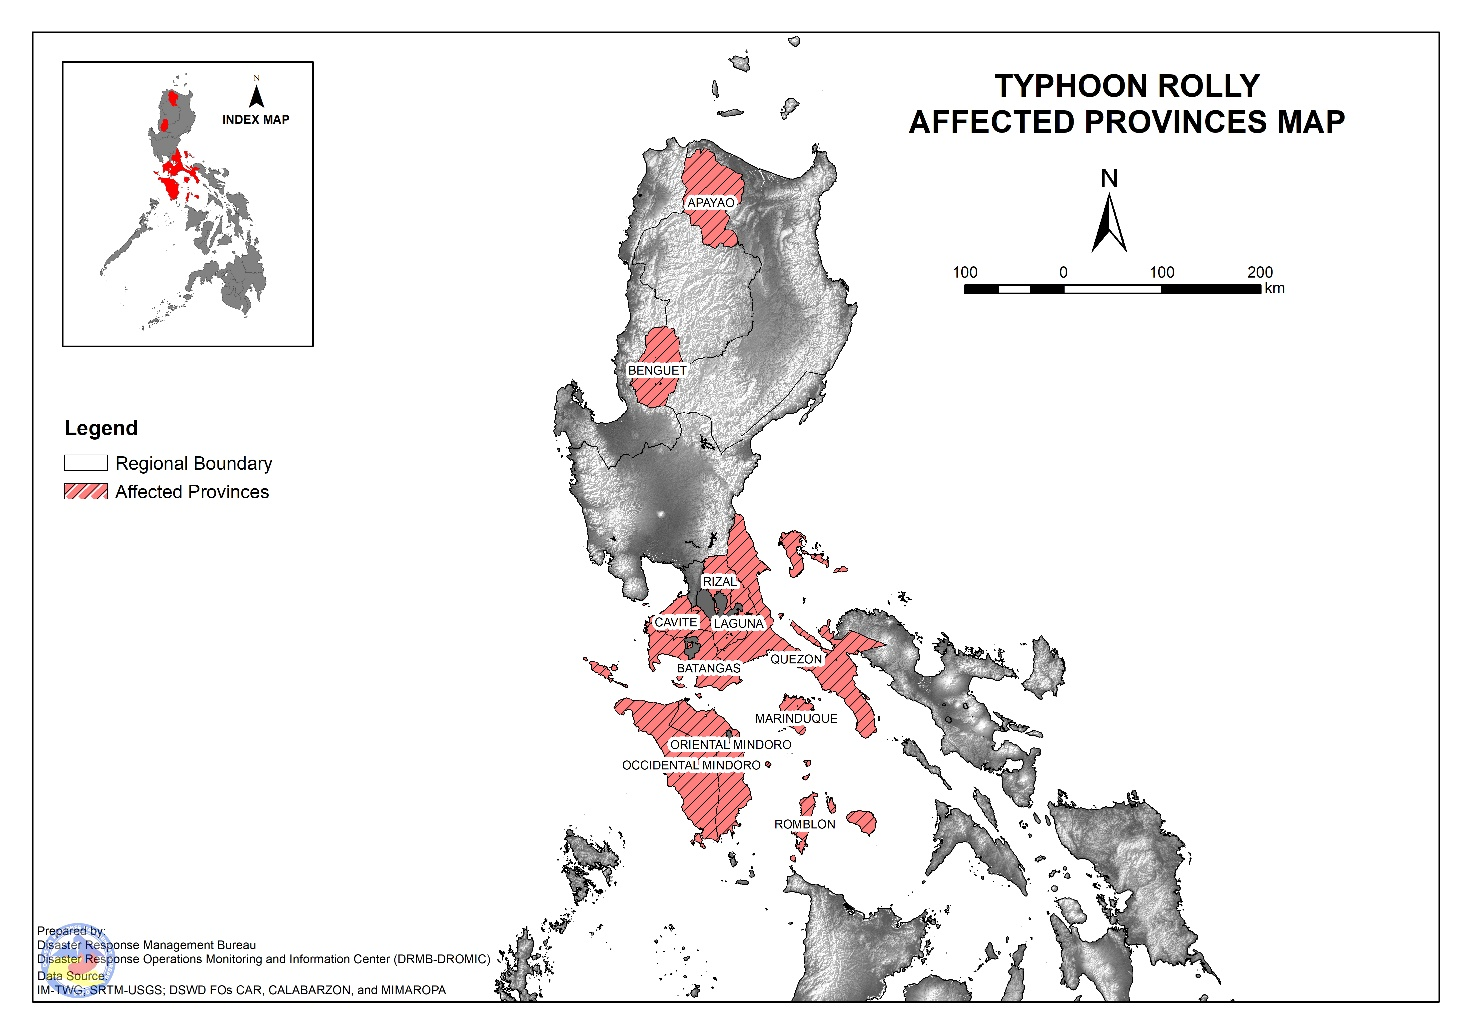 TYPHOON ROLLY
AFFECTED PROVINCES MAP
N
INDEX MAP
N
100 0 100 200
km
APAYAO
BENGUET
Legend
Regional Boundary
Affected Provinces
RIZAL
CAVITE
LAGUNA
QUEZON
BATANGAS
MARINDUQUE
ORIENTAL MINDORO
OCCIDENTAL MINDORO
ROMBLON
Prepared by:
Disaster Response Management Bureau
Disaster Response Operations Monitoring and Information Center (DRMB-DROMIC)
Data Source:
IM-TWG; SRTM-USGS; DSWD FOs CAR, CALABARZON, and MIMAROPA